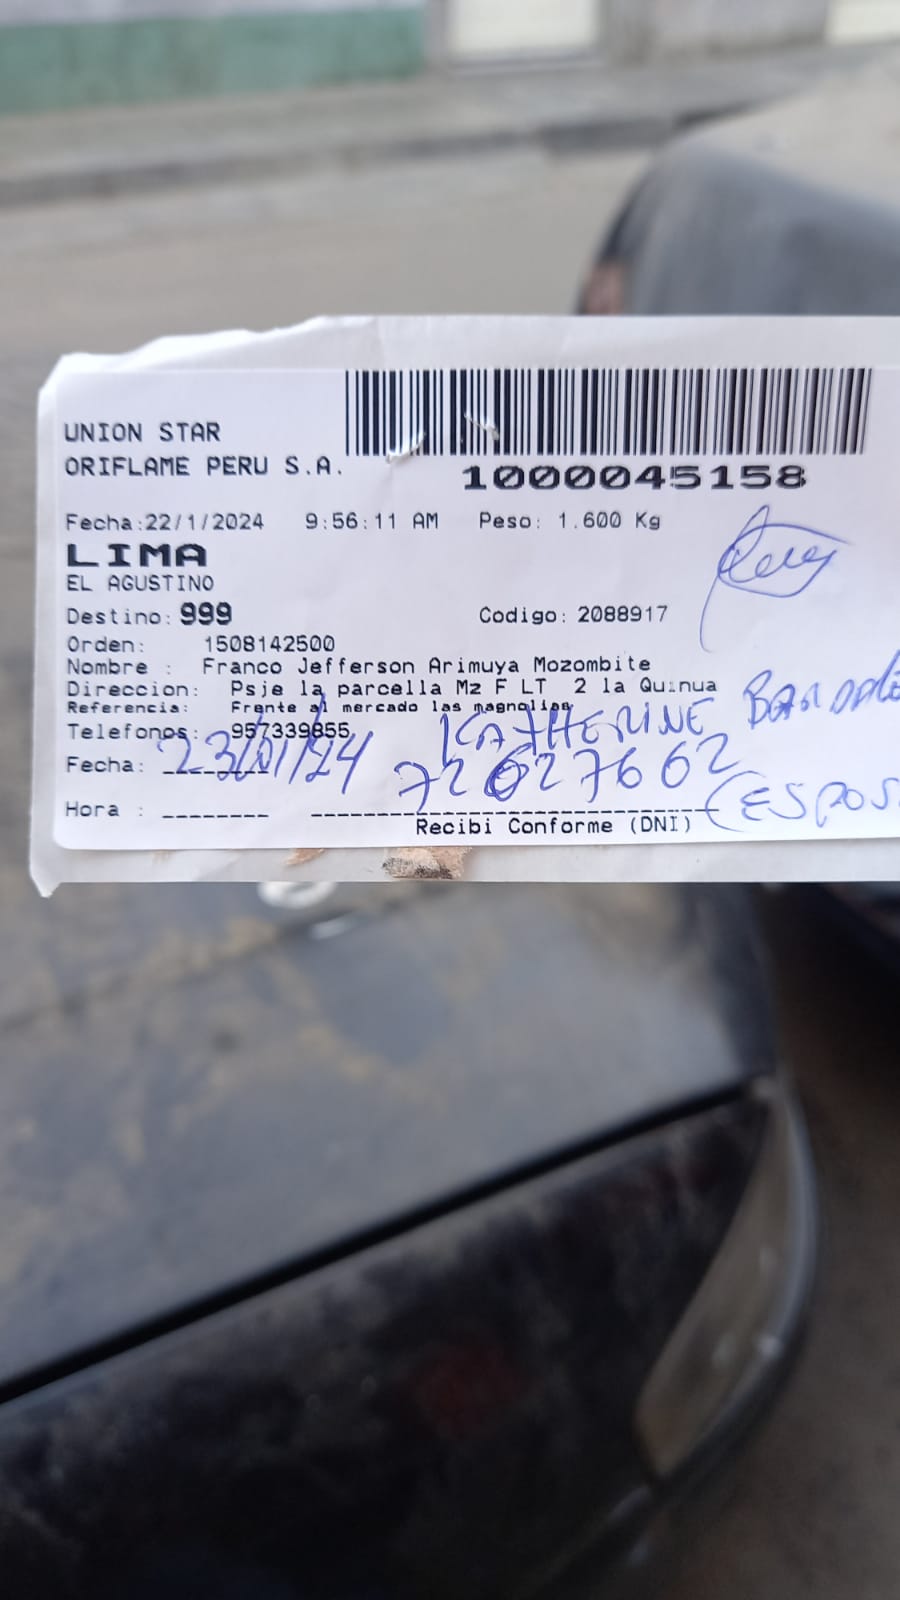 UNION STAR
ORIFLAME PERU S.A.
1000045158
Fecha:22/1/2024 9:56:11 AM Peso: 1.600 Kg
LIMA
EL AGUSTINO
Destino: 999 Codigo: 2088917
Orden: 1508142500
Nombre : Franco Jefferson Arimuya Mozombite
Direccion: Psje la parcella Mz F LT 2 la Quinua
Referencia: Frente al mercado las magnolias
Telefonos: 957339855
KATHERINE
Fecha: 23/01/24 72627662
Hora : (ESPOS
Recibi Conforme (DNI)